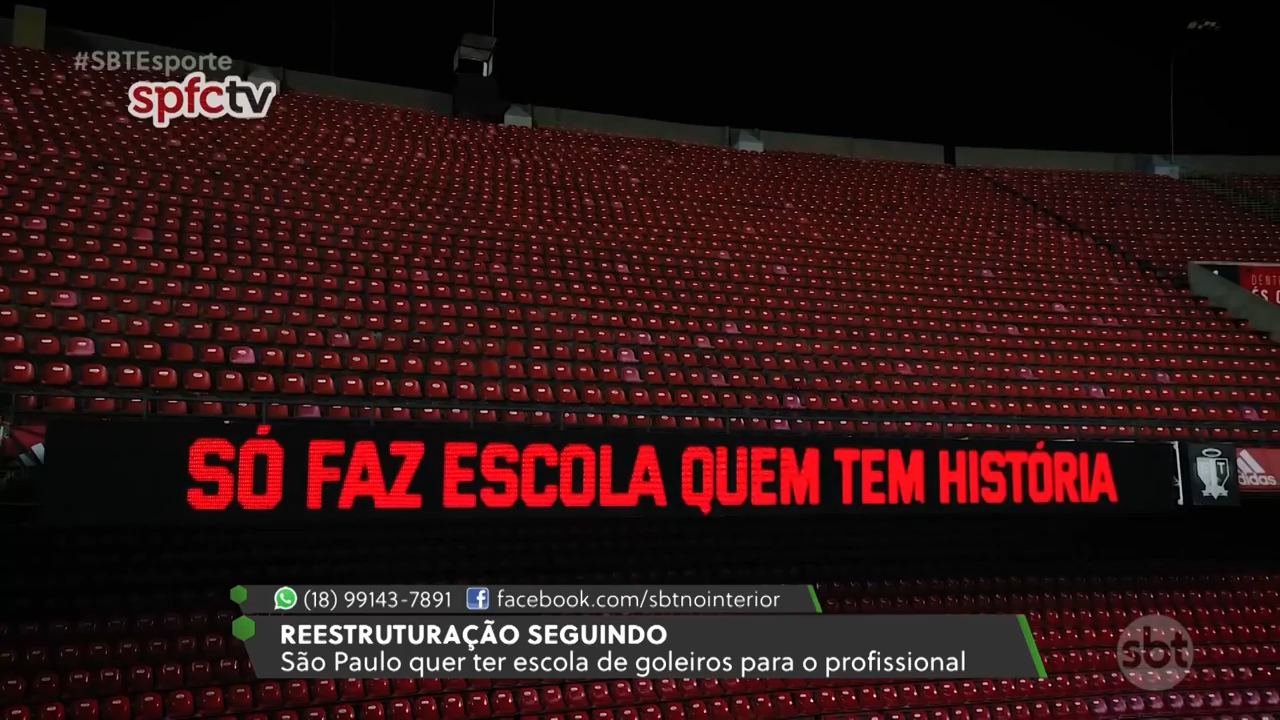 #SBTEsporte
spfctv
SÓ FAZ ESCOLA QUEM TEM HISTÓRIA
adidas
(18) 99143-7891 facebook.com/sbtnointerior
REESTRUTURAÇÃO SEGUINDO
São Paulo quer ter escola de goleiros para o profissional
sbt